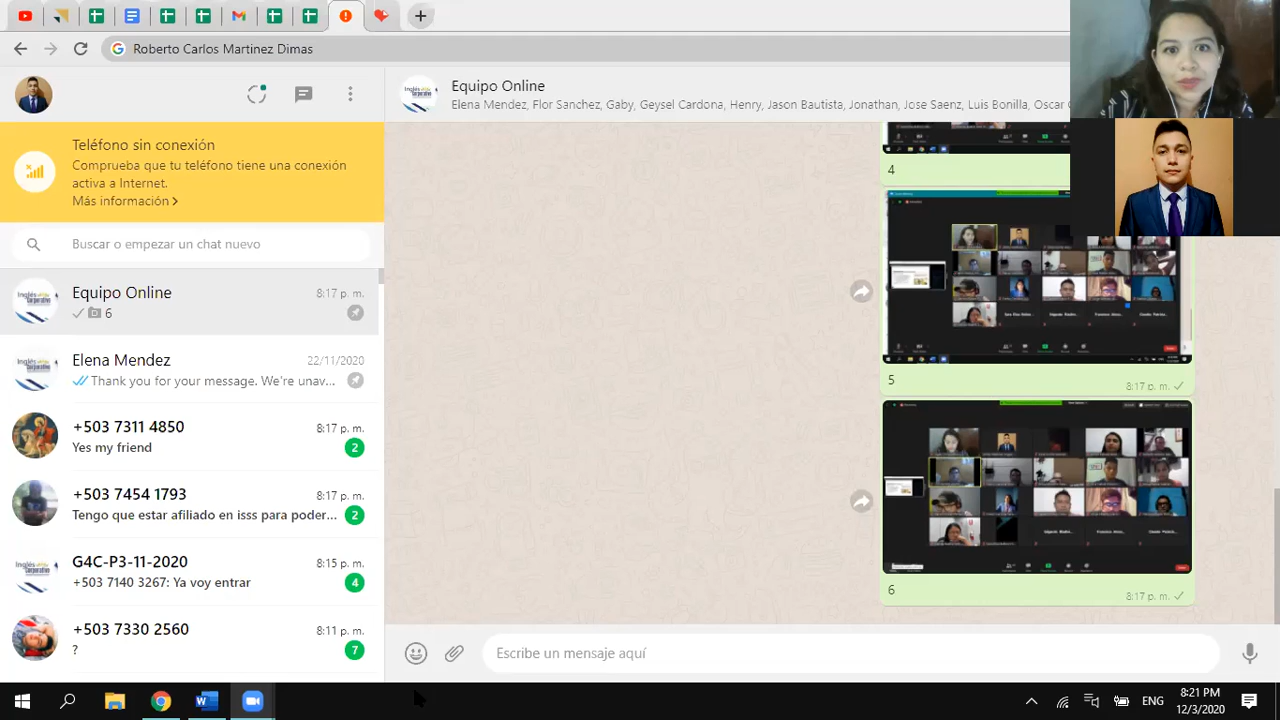 Roberto Carlos Martinez Dimas
Equipo Online
Elena Mendez, Flor Sanchez, Gaby, Geysel Cardona, Henry, Jason Bautista, Jonathan, Jose Saenz, Luis Bonilla, Oscar
Teléfono sin conexión
Comprueba que tu teléfono tiene una conexión
activa a Internet.
Más información >
Buscar o empezar un chat nuevo
Equipo Online 8:17 p. m.
6
Elena Mendez 22/11/2020
Thank you for your message. We're unav...
+503 7311 4850 8:17 p. m.
Yes my friend 2
+503 7454 1793 8:17 p. m.
Tengo que estar afiliado en isss para poder... 2
G4C-P3-11-2020 8:15 p. m.
+503 7140 3267: Ya voy entrar 4
+503 7330 2560 8:11 p. m.
? 7
4
5
8:17 p. m.
6
8:17 p. m.
Escribe un mensaje aquí
ENG
8:21 PM
12/3/2020